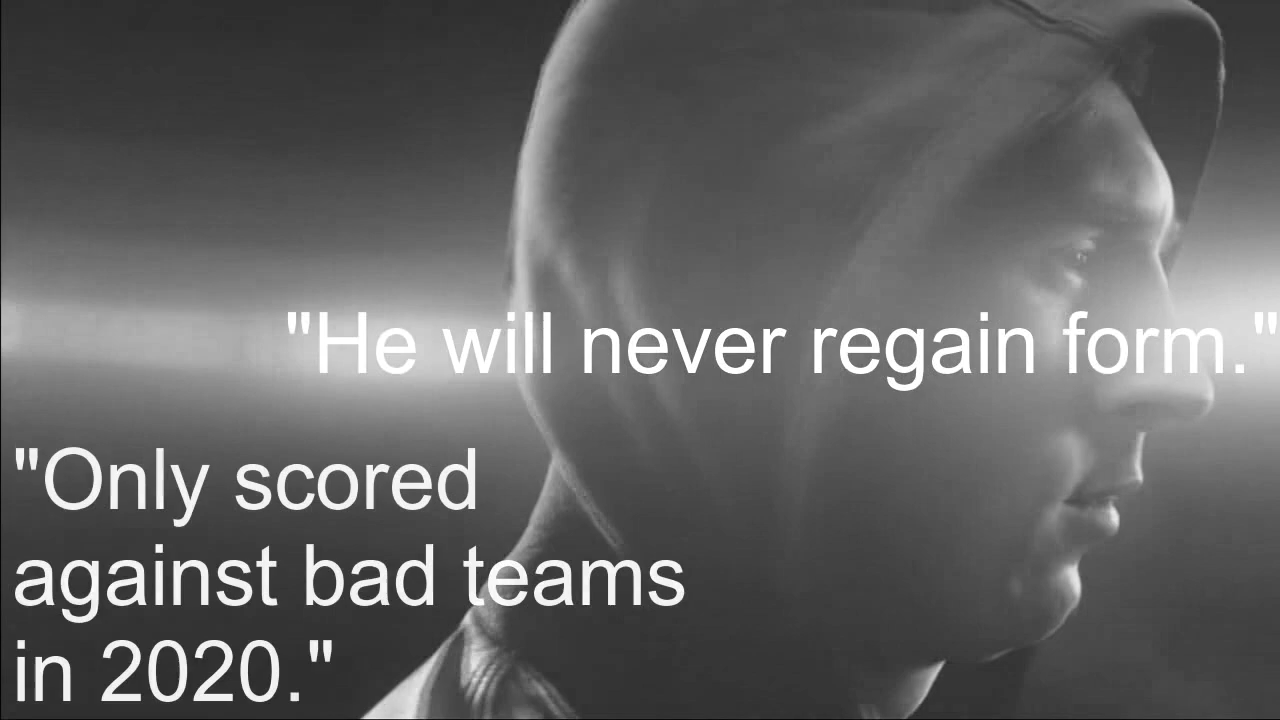 "He will never regain form."
"Only scored
against bad teams
in 2020."